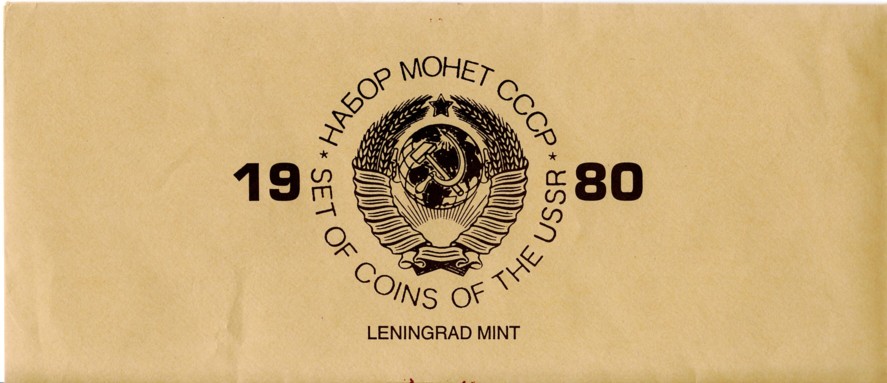 НАБОР МОНЕТ СССР
19 80
SET OF COINS OF THE USSR
LENINGRAD MINT